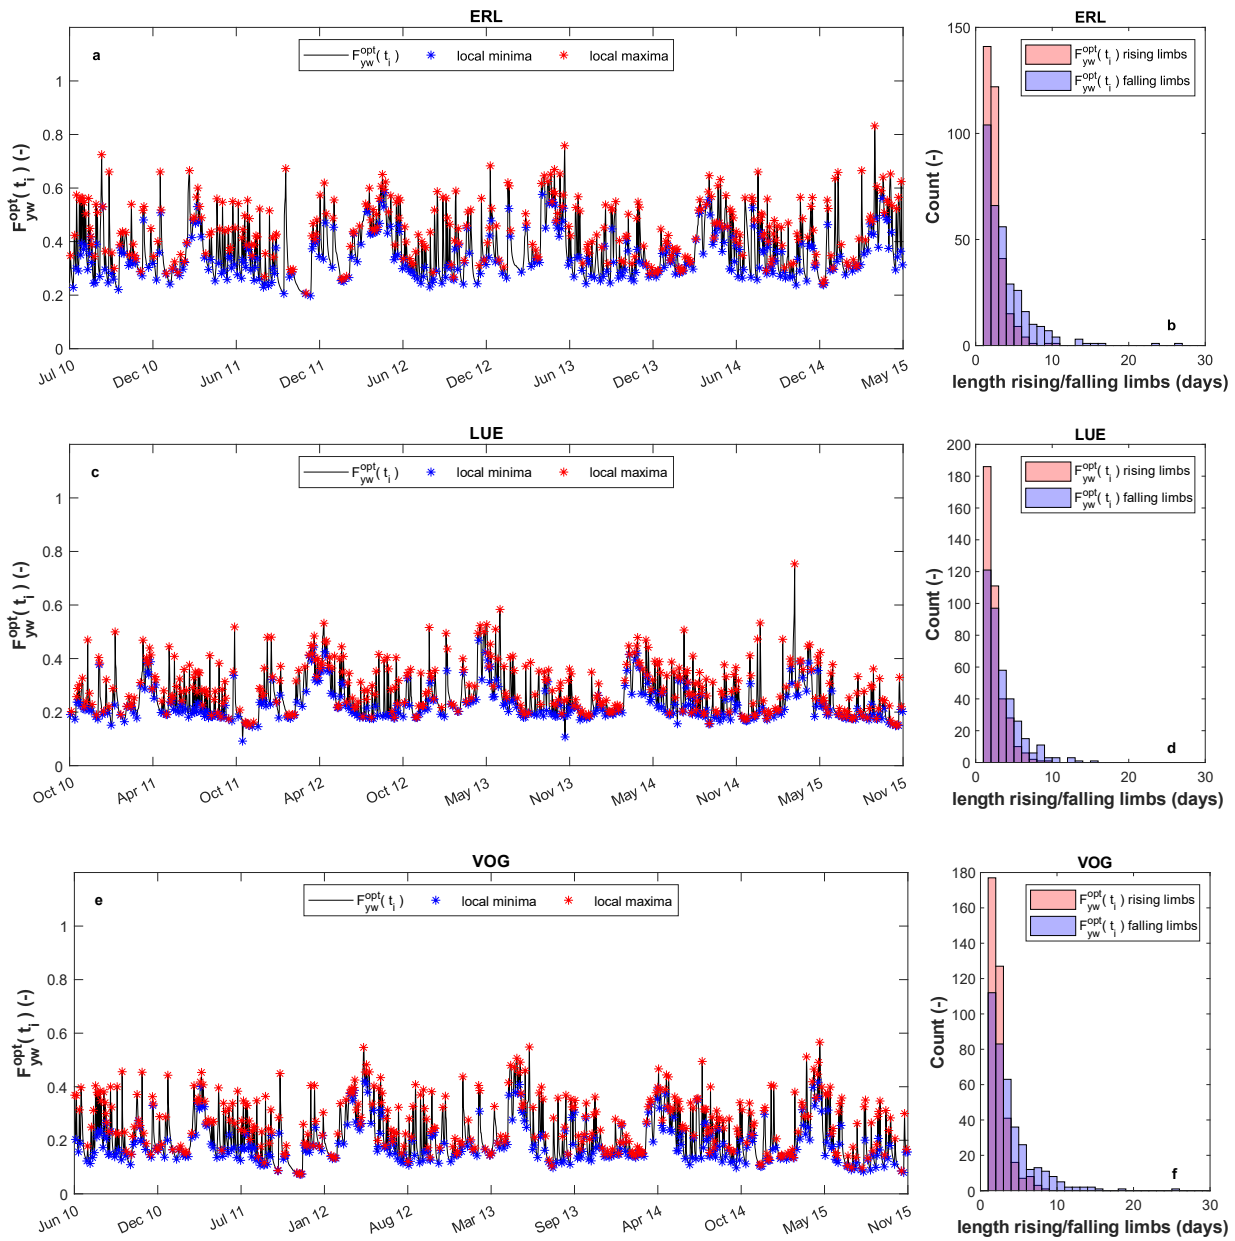 ERL
a
F_yw^opt( t_i ) local minima local maxima
F_yw^opt( t_i ) (-)
1
0.8
0.6
0.4
0.2
0
Jul 10 Dec 10 Jun 11 Dec 11 Jun 12 Dec 12 Jun 13 Dec 13 Jun 14 Dec 14 May 15
ERL
F_yw^opt( t_i ) rising limbs
F_yw^opt( t_i ) falling limbs
Count (-)
150
100
50
0
b
0 10 20 30
length rising/falling limbs (days)
LUE
c
F_yw^opt( t_i ) local minima local maxima
F_yw^opt( t_i ) (-)
1
0.8
0.6
0.4
0.2
0
Oct 10 Apr 11 Oct 11 Apr 12 Oct 12 May 13 Nov 13 May 14 Nov 14 May 15 Nov 15
LUE
F_yw^opt( t_i ) rising limbs
F_yw^opt( t_i ) falling limbs
Count (-)
200
180
160
140
120
100
80
60
40
20
0
d
0 10 20 30
length rising/falling limbs (days)
VOG
e
F_yw^opt( t_i ) local minima local maxima
F_yw^opt( t_i ) (-)
1
0.8
0.6
0.4
0.2
0
Jun 10 Dec 10 Jul 11 Jan 12 Aug 12 Mar 13 Sep 13 Apr 14 Oct 14 May 15 Nov 15
VOG
F_yw^opt( t_i ) rising limbs
F_yw^opt( t_i ) falling limbs
Count (-)
180
160
140
120
100
80
60
40
20
0
f
0 10 20 30
length rising/falling limbs (days)